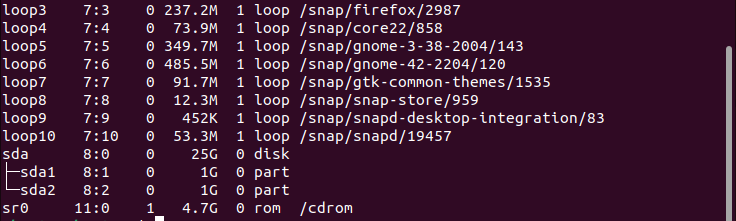 loop3 7:3 0 237.2M 1 loop /snap/firefox/2987
loop4 7:4 0 73.9M 1 loop /snap/core22/858
loop5 7:5 0 349.7M 1 loop /snap/gnome-3-38-2004/143
loop6 7:6 0 485.5M 1 loop /snap/gnome-42-2204/120
loop7 7:7 0 91.7M 1 loop /snap/gtk-common-themes/1535
loop8 7:8 0 12.3M 1 loop /snap/snap-store/959
loop9 7:9 0 452K 1 loop /snap/snapd-desktop-integration/83
loop10 7:10 0 53.3M 1 loop /snap/snapd/19457
sda 8:0 0 25G 0 disk
├─sda1 8:1 0 1G 0 part
└─sda2 8:2 0 1G 0 part
sr0 11:0 1 4.7G 0 rom /cdrom